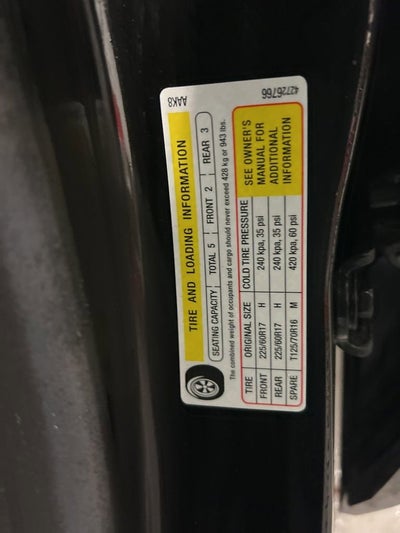 AAK8
42726766
TIRE AND LOADING INFORMATION
SEATING CAPACITY TOTAL 5 FRONT 2 REAR 3
The combined weight of occupants and cargo should never exceed 428 kg or 943 lbs.
TIRE ORIGINAL SIZE COLD TIRE PRESSURE
FRONT 225/60R17 H 240 kpa, 35 psi
REAR 225/60R17 H 240 kpa, 35 psi
SPARE T125/70R16 M 420 kpa, 60 psi
SEE OWNER'S
MANUAL FOR
ADDITIONAL
INFORMATION